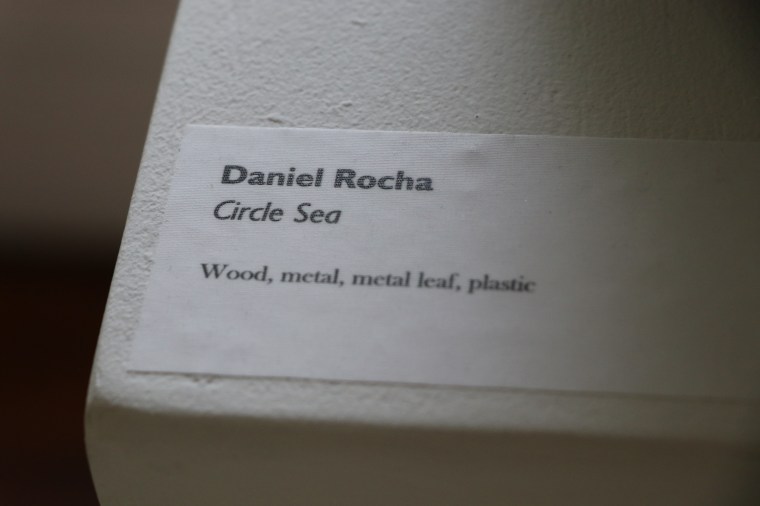 Daniel Rocha
Circle Sea
Wood, metal, metal leaf, plastic